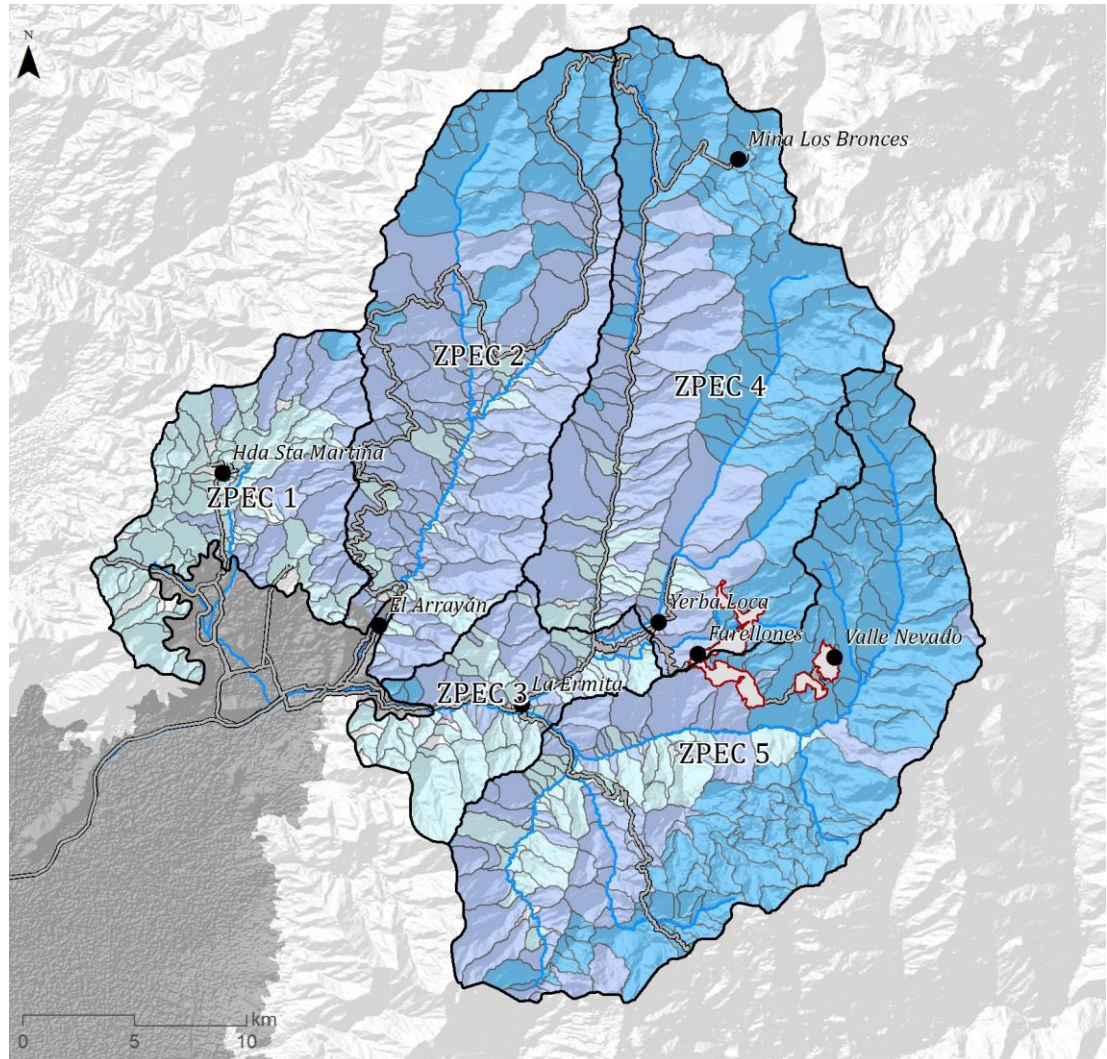 N
Mina Los Bronces
ZPEC 2
ZPEC 4
Hda Sta Martina
ZPEC 1
El Arrayán
Yerba Loca
Farellones
Valle Nevado
ZPEC 3
La Ermita
ZPEC 5
km
0 5 10